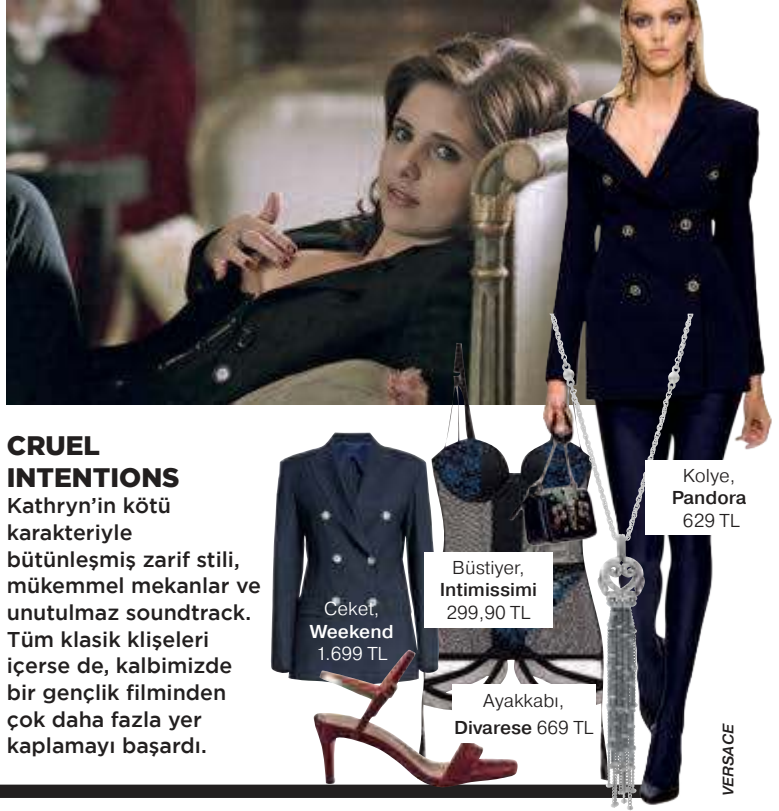 CRUEL
INTENTIONS
Kathryn’in kötü
karakteriyle
bütünleşmiş zarif stili,
mükemmel mekanlar ve
unutulmaz soundtrack.
Tüm klasik klişeleri
içerse de, kalbimizde
bir gençlik filminden
çok daha fazla yer
kaplamayı başardı.
Ceket,
Weekend
1.699 TL
Büstiyer,
Intimissimi
299,90 TL
Ayakkabı,
Divarese 669 TL
Kolye,
Pandora
629 TL
VERSACE